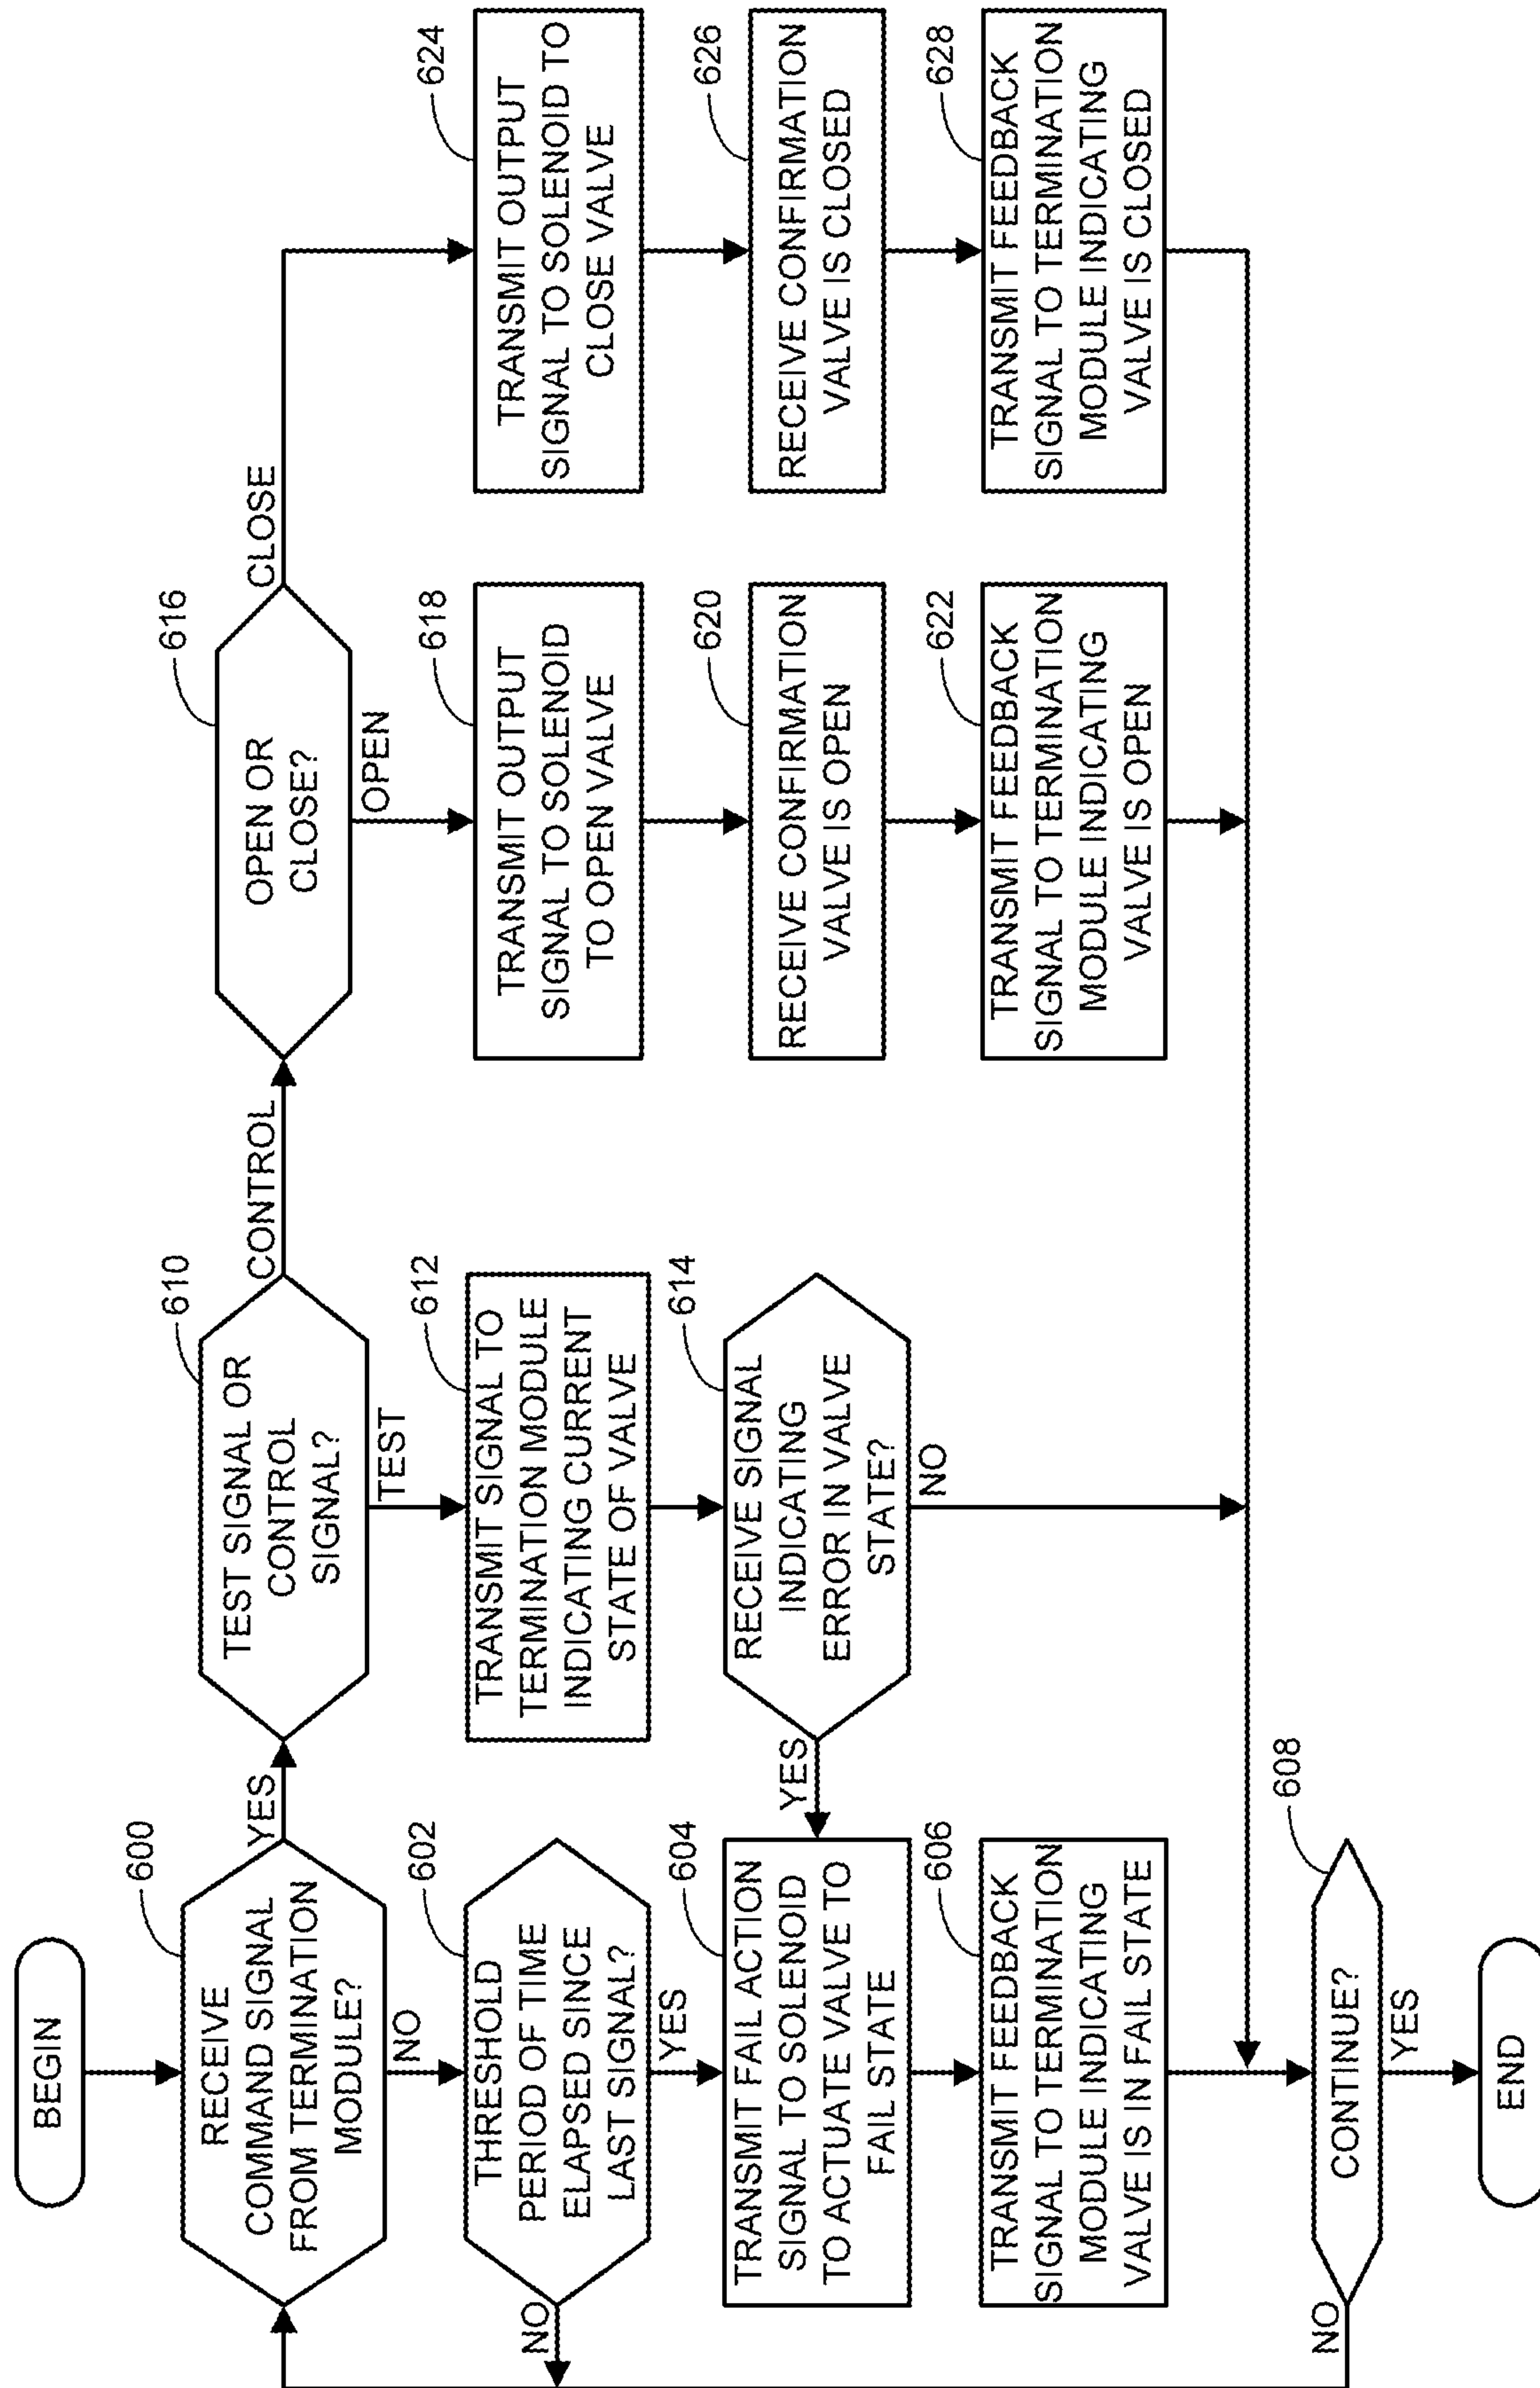 BEGIN
600
RECEIVE
COMMAND SIGNAL
FROM TERMINATION
MODULE?
YES
NO
602
THRESHOLD
PERIOD OF TIME
ELAPSED SINCE
LAST SIGNAL?
NO
YES
604
TRANSMIT FAIL ACTION
SIGNAL TO SOLENOID
TO ACTUATE VALVE TO
FAIL STATE
606
TRANSMIT FEEDBACK
SIGNAL TO TERMINATION
MODULE INDICATING
VALVE IS IN FAIL STATE
608
CONTINUE?
NO
YES
END
610
TEST SIGNAL OR
CONTROL
SIGNAL?
CONTROL
TEST
612
TRANSMIT SIGNAL TO
TERMINATION MODULE
INDICATING CURRENT
STATE OF VALVE
614
RECEIVE SIGNAL
INDICATING
ERROR IN VALVE
STATE?
YES
NO
616
OPEN OR
CLOSE?
CLOSE
OPEN
618
TRANSMIT OUTPUT
SIGNAL TO SOLENOID
TO OPEN VALVE
620
RECEIVE CONFIRMATION
VALVE IS OPEN
622
TRANSMIT FEEDBACK
SIGNAL TO TERMINATION
MODULE INDICATING
VALVE IS OPEN
624
TRANSMIT OUTPUT
SIGNAL TO SOLENOID TO
CLOSE VALVE
626
RECEIVE CONFIRMATION
VALVE IS CLOSED
628
TRANSMIT FEEDBACK
SIGNAL TO TERMINATION
MODULE INDICATING
VALVE IS CLOSED